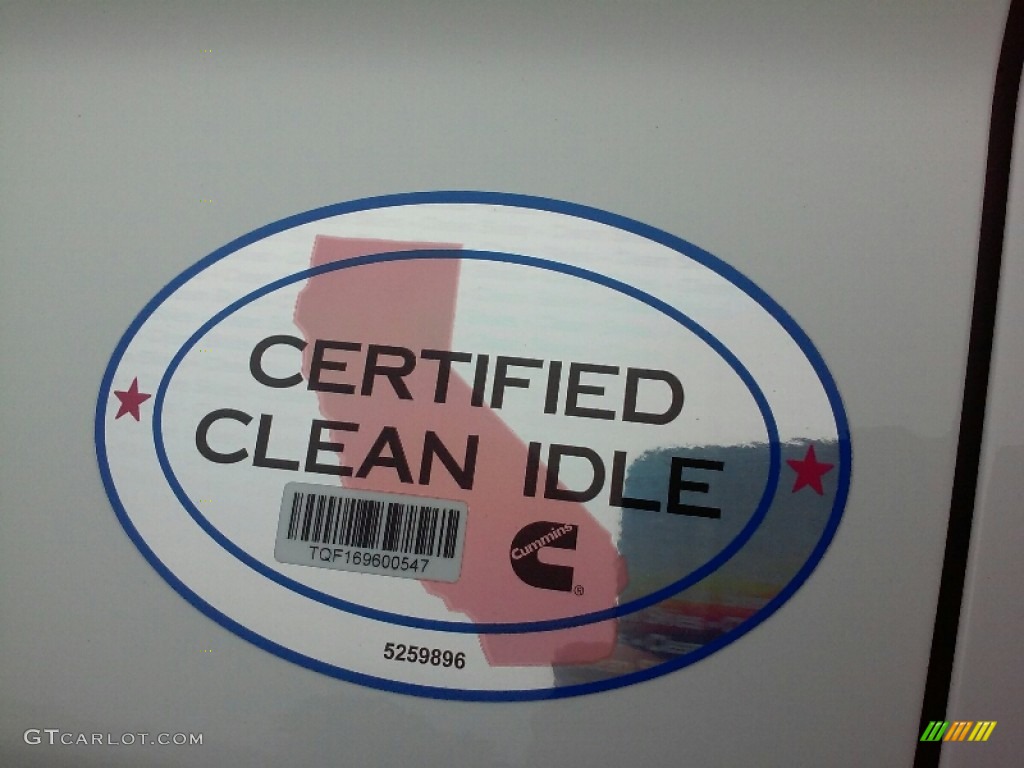 CERTIFIED
CLEAN IDLE
TQF169600547
Cummins
®
5259896
GTCARLOT.COM